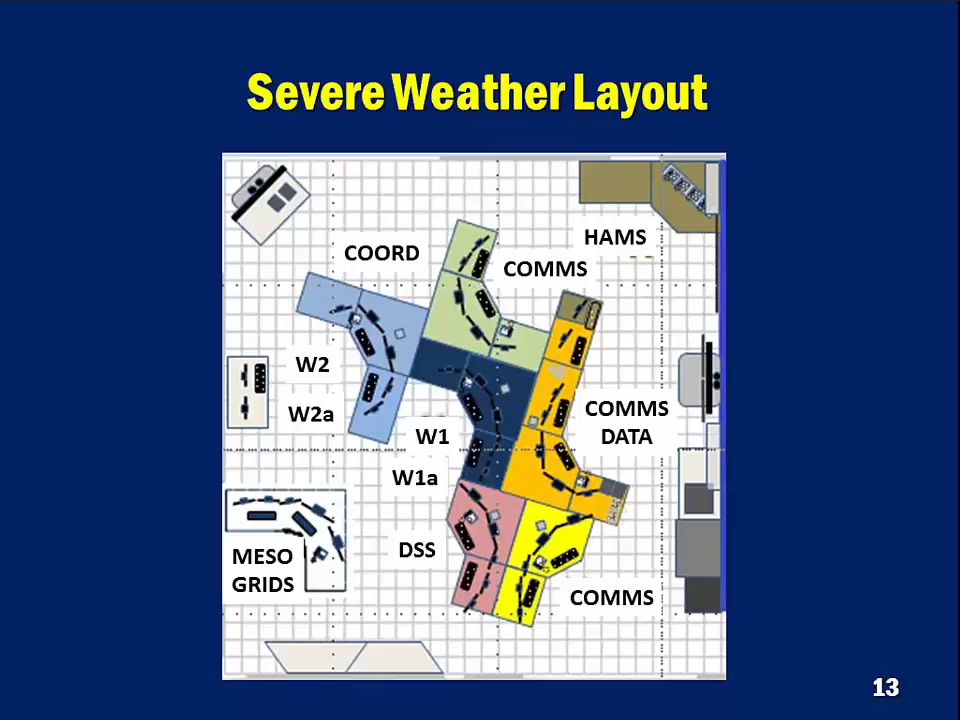 Severe Weather Layout
HAMS
COORD
COMMS
W2
COMMS
DATA
W2a
W1
W1a
DSS
MESO
GRIDS
COMMS
13